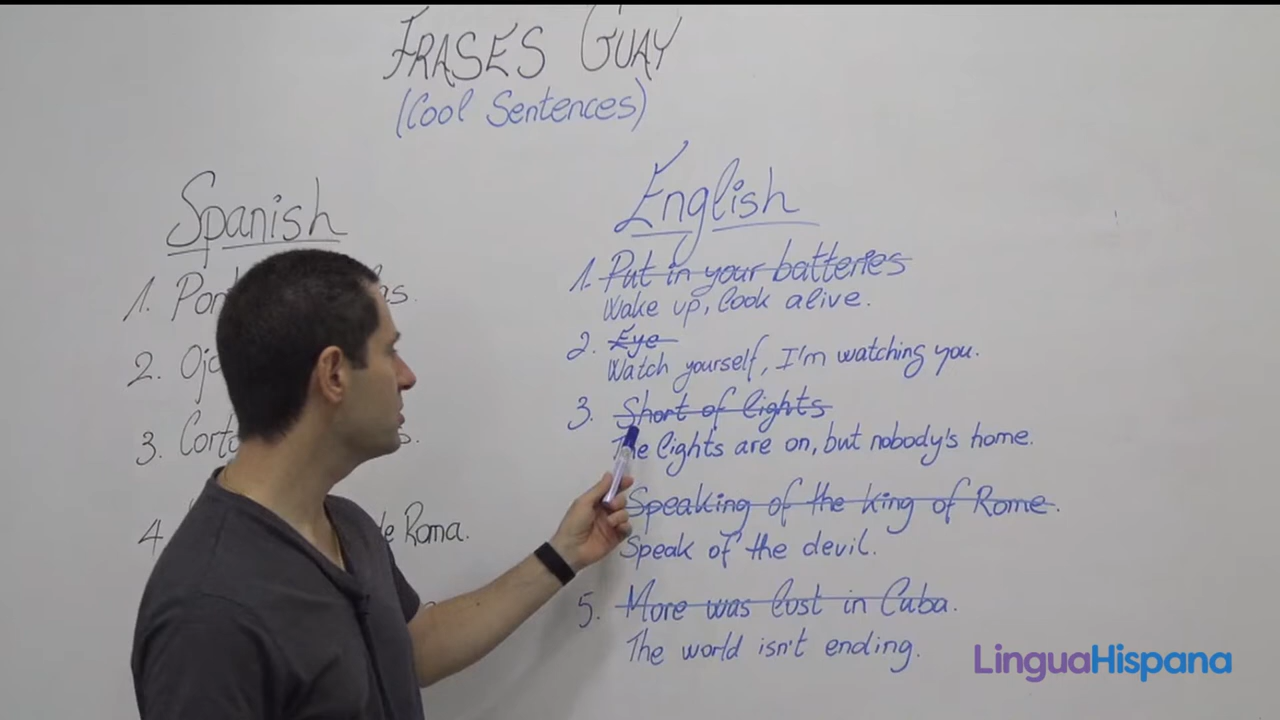 FRASES GUAY
(Cool Sentences)
Spanish
1. 
2. 
3. 
4. de Roma.
English
1. Put in your batteries
Wake up, look alive.
2. Eye
Watch yourself, I'm watching you.
3. Short of lights
The lights are on, but nobody's home.
Speaking of the king of Rome.
Speak of the devil.
5. More was lost in Cuba.
The world isn't ending.
LinguaHispana